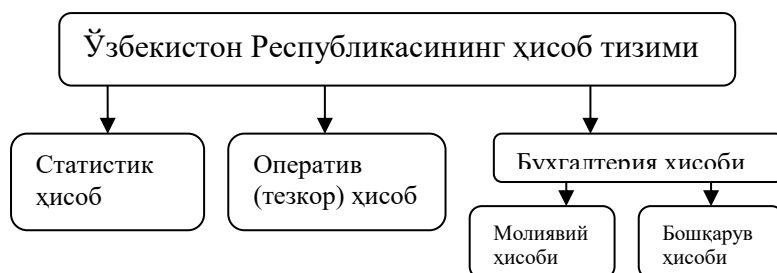 Ўзбекистон Республикасининг ҳисоб тизими
Статистик
ҳисоб
Оператив
(тезкор) ҳисоб
Бухгалтерия ҳисоби
Молиявий
ҳисоби
Бошқарув
ҳисоби